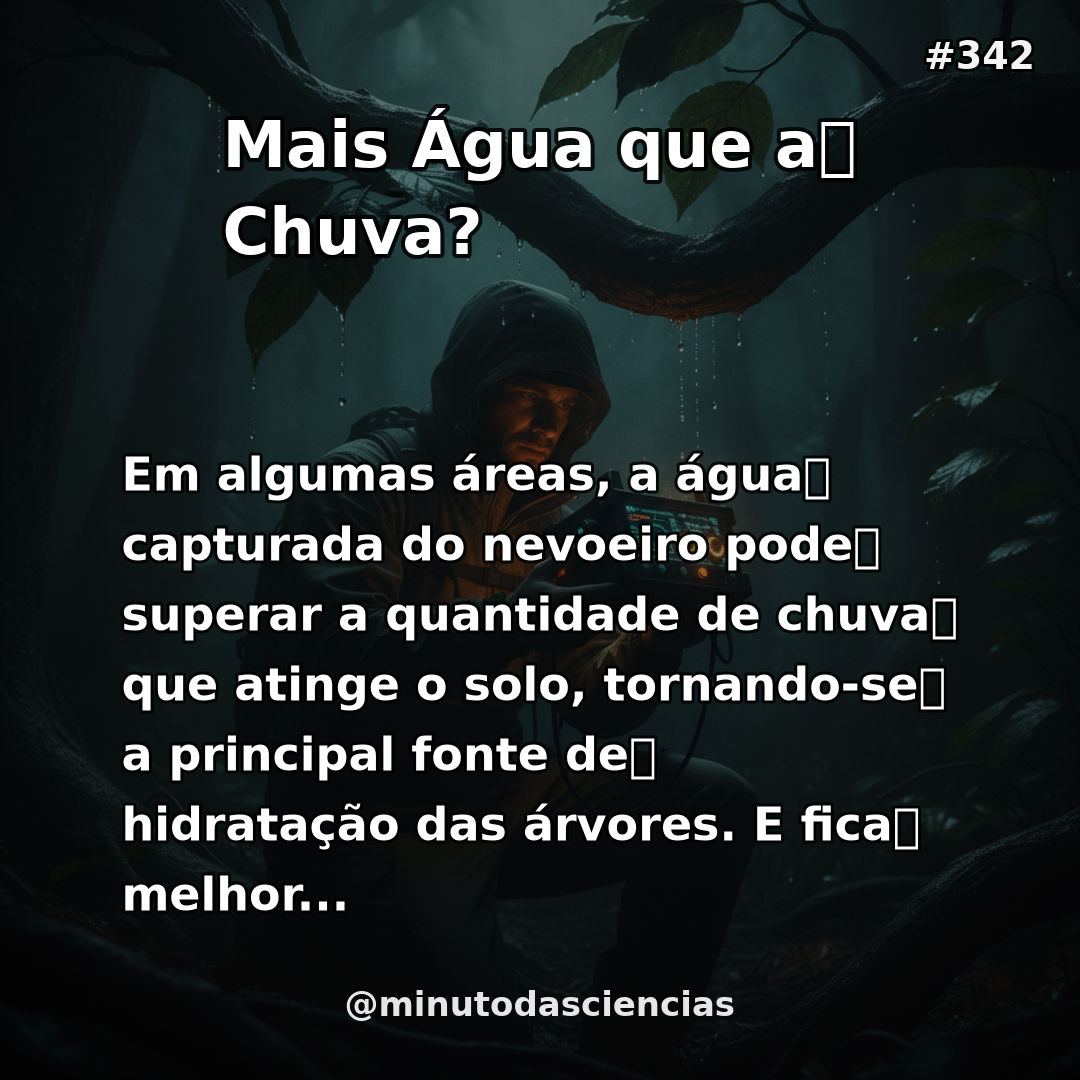 #342
Mais Água que a▯
Chuva?
Em algumas áreas, a água▯
capturada do nevoeiro pode▯
superar a quantidade de chuva▯
que atinge o solo, tornando-se▯
a principal fonte de▯
hidratação das árvores. E fica▯
melhor...
@minutodasciencias